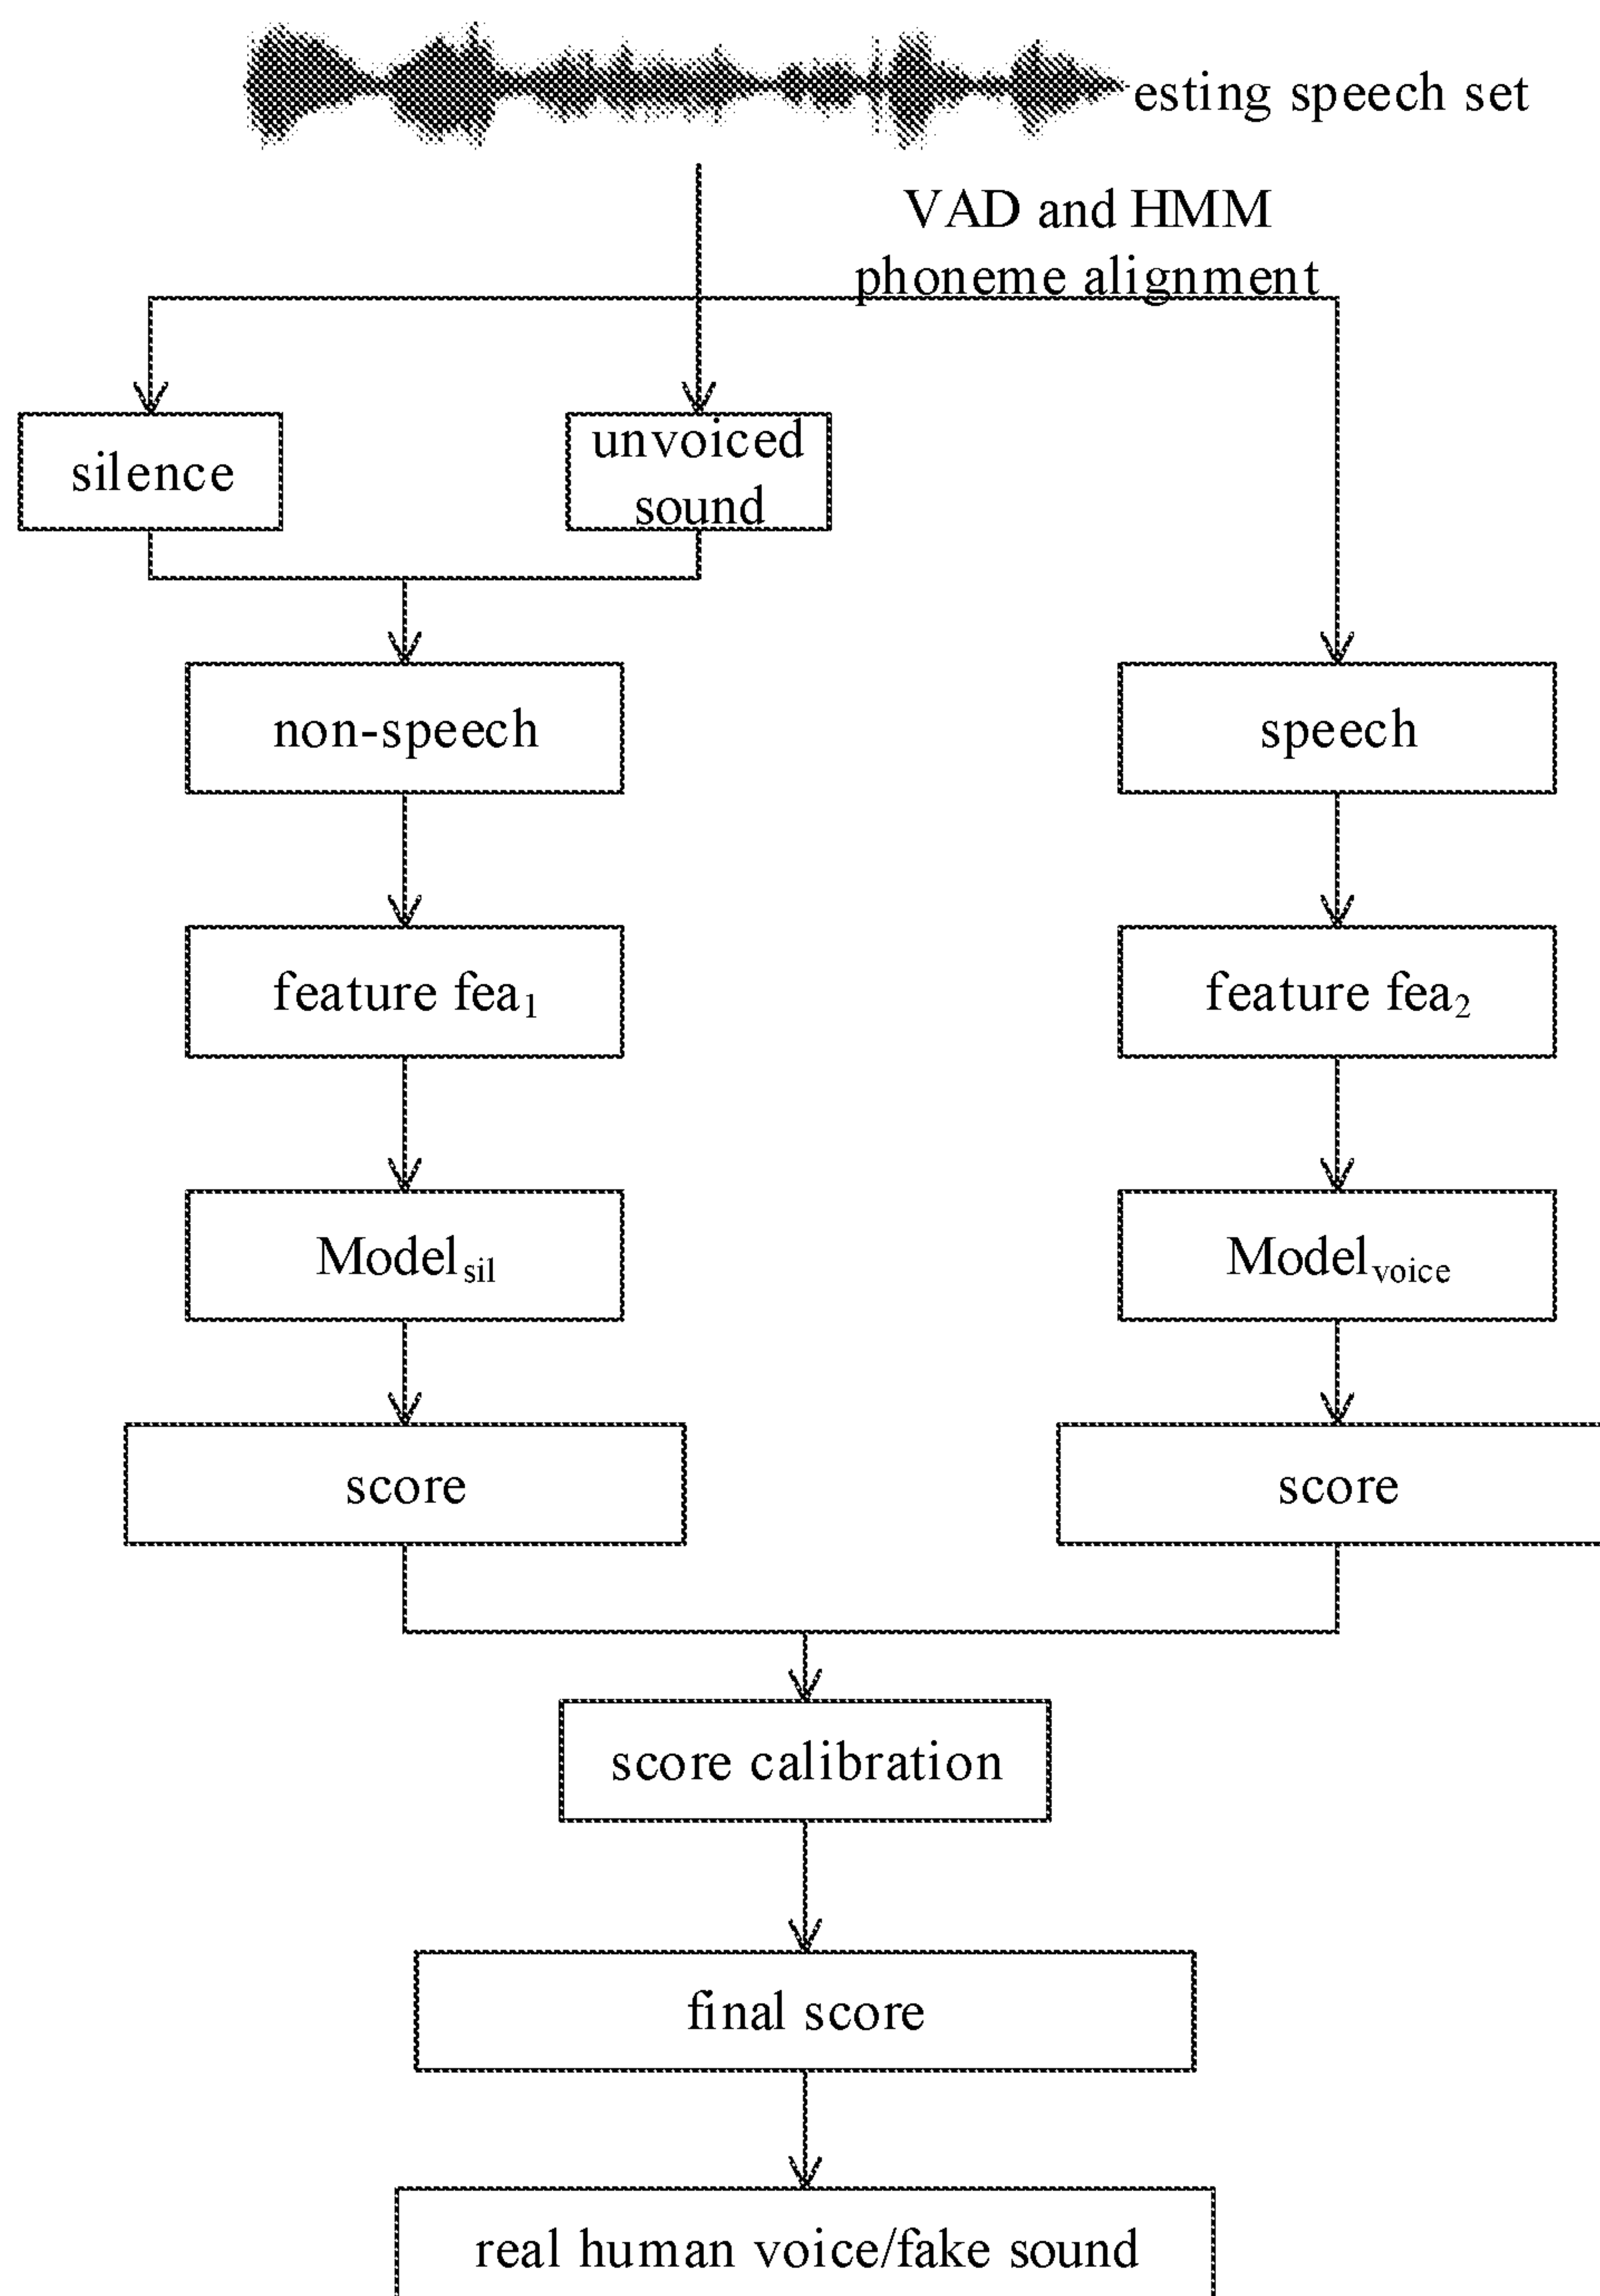 esting speech set
VAD and HMM
phoneme alignment
silence
unvoiced
sound
non-speech
speech
feature fea₁
feature fea₂
Modelsil
Modelvoice
score
score
score calibration
final score
real human voice/fake sound